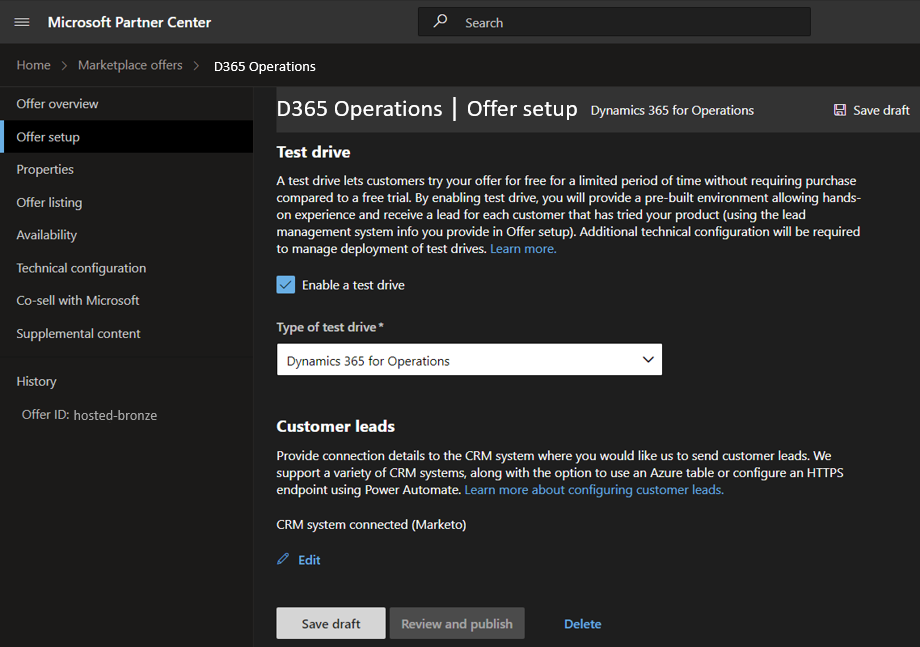 Microsoft Partner Center
Search
Home
Marketplace offers
D365 Operations
Offer overview
Offer setup
Properties
Offer listing
Availability
Technical configuration
Co-sell with Microsoft
Supplemental content
History
Offer ID: hosted-bronze
D365 Operations | Offer setup Dynamics 365 for Operations
Save draft
Test drive
A test drive lets customers try your offer for free for a limited period of time without requiring purchase
compared to a free trial. By enabling test drive, you will provide a pre-built environment allowing hands-
on experience and receive a lead for each customer that has tried your product (using the lead
management system info you provide in Offer setup). Additional technical configuration will be required
to manage deployment of test drives. Learn more.
Enable a test drive
Type of test drive*
Dynamics 365 for Operations
Customer leads
Provide connection details to the CRM system where you would like us to send customer leads. We
support a variety of CRM systems, along with the option to use an Azure table or configure an HTTPS
endpoint using Power Automate. Learn more about configuring customer leads.
CRM system connected (Marketo)
Edit
Save draft
Review and publish
Delete